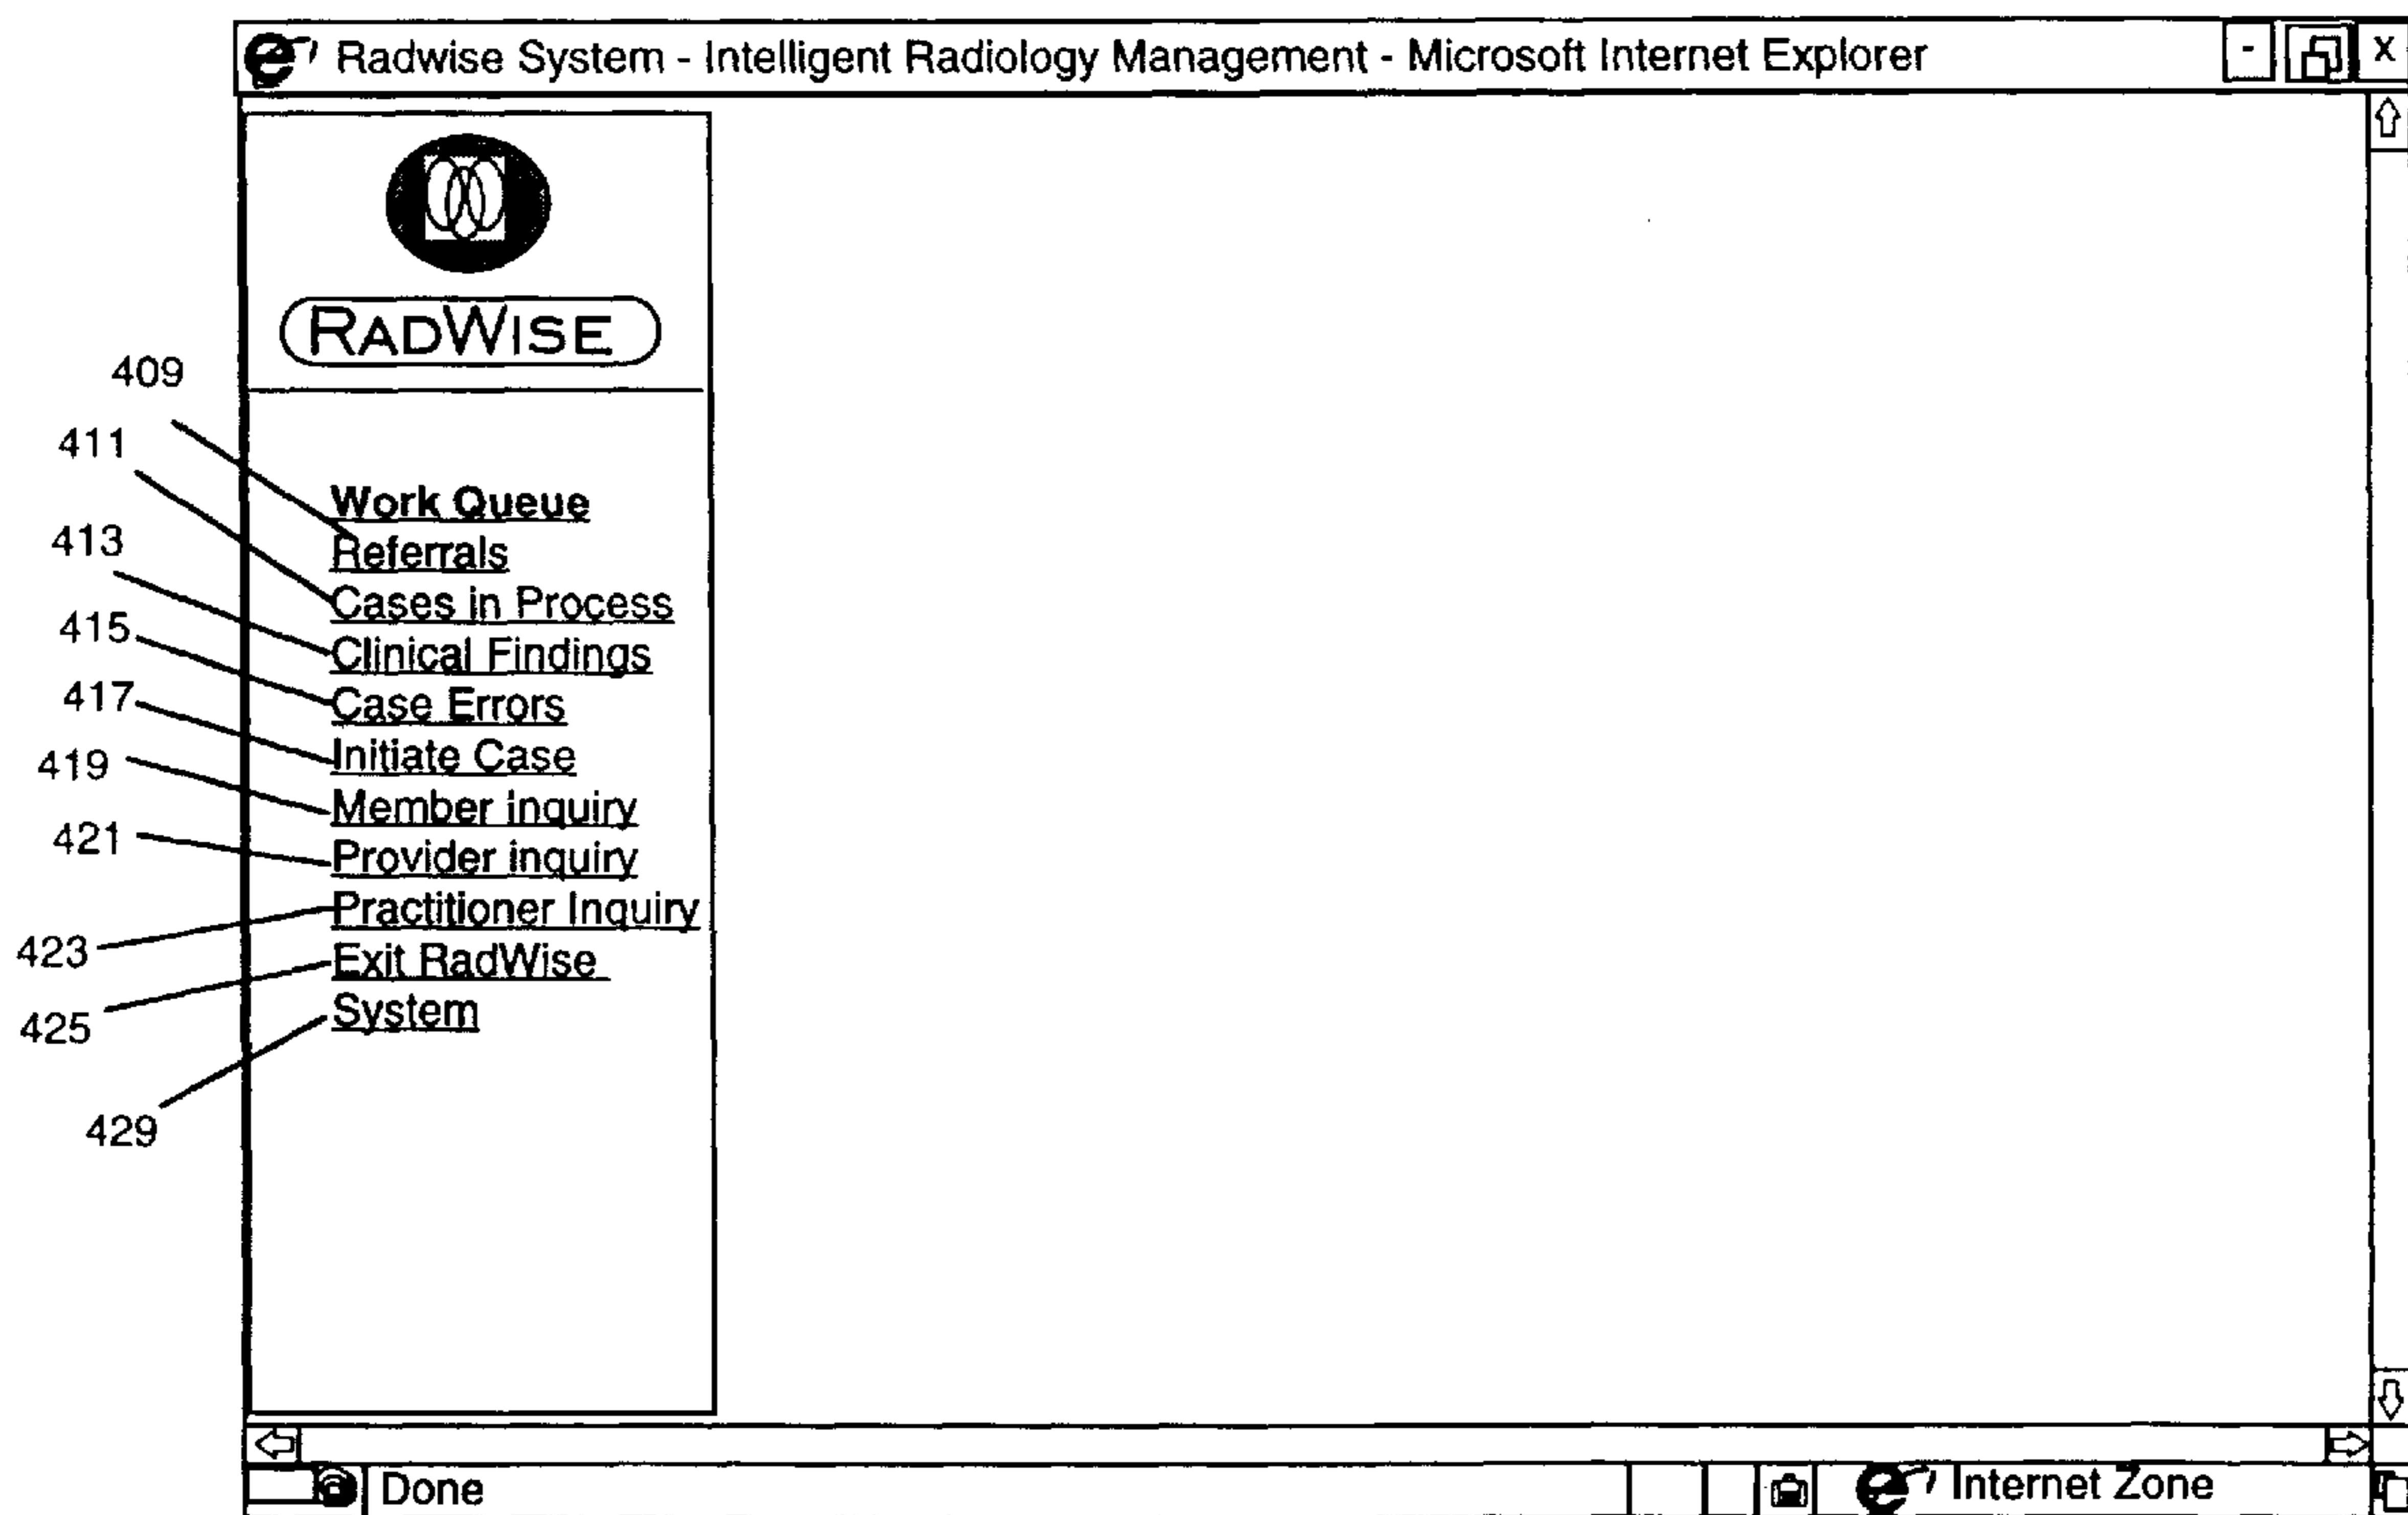 Radwise System - Intelligent Radiology Management - Microsoft Internet Explorer
-
X
RADWISE
409
411
413
415
417
419
421
423
425
429
Work Queue
Referrals
Cases in Process
Clinical Findings
Case Errors
Initiate Case
Member inquiry
Provider inquiry
Practitioner Inquiry
Exit RadWise
System
Done
Internet Zone